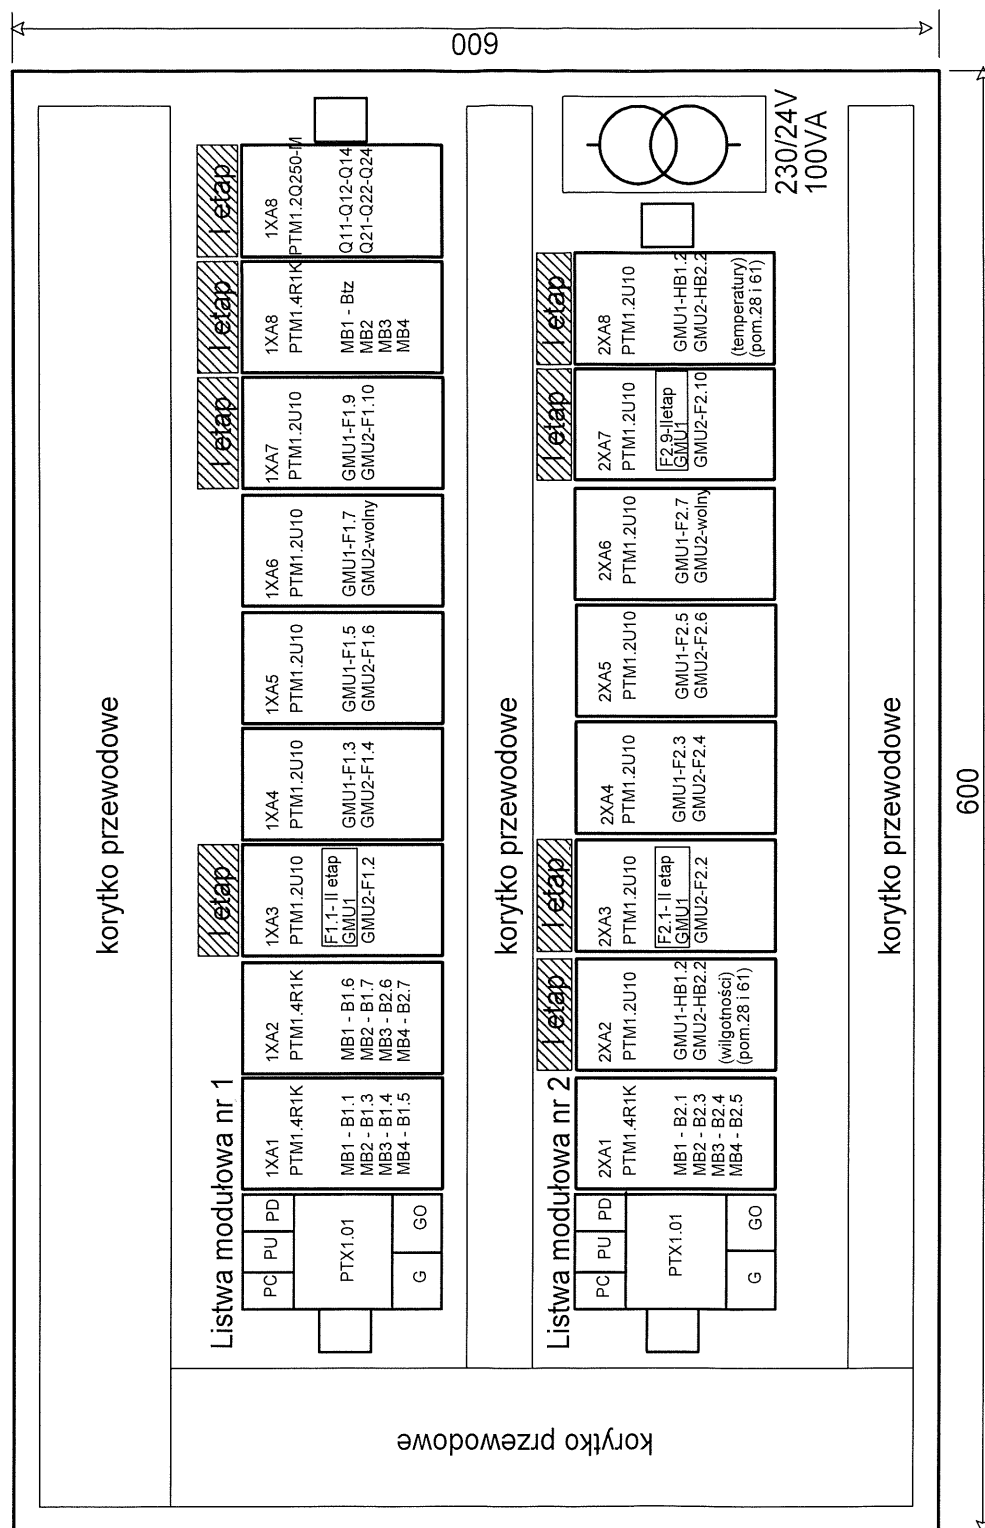 600
600
korytko przewodowe
Listwa modułowa nr 1
PC
PU
PD
PTX1.01
G
GO
1XA1
PTM1.4R1K
MB1 - B1.1
MB2 - B1.3
MB3 - B1.4
MB4 - B1.5
1XA2
PTM1.4R1K
MB1 - B1.6
MB2 - B1.7
MB3 - B2.6
MB4 - B2.7
I etap
1XA3
PTM1.2U10
F1.1- II etap
GMU1
GMU2-F1.2
1XA4
PTM1.2U10
GMU1-F1.3
GMU2-F1.4
1XA5
PTM1.2U10
GMU1-F1.5
GMU2-F1.6
1XA6
PTM1.2U10
GMU1-F1.7
GMU2-wolny
I etap
1XA7
PTM1.2U10
GMU1-F1.9
GMU2-F1.10
I etap
1XA8
PTM1.4R1K
MB1 - Btz
MB2
MB3
MB4
I etap
1XA8
PTM1.2Q250-M
Q11-Q12-Q14
Q21-Q22-Q24
korytko przewodowe
Listwa modułowa nr 2
PC
PU
PD
PTX1.01
G
GO
2XA1
PTM1.4R1K
MB1 - B2.1
MB2 - B2.3
MB3 - B2.4
MB4 - B2.5
I etap
2XA2
PTM1.2U10
GMU1-HB1.2
GMU2-HB2.2
(wilgotności)
(pom.28 i 61)
I etap
2XA3
PTM1.2U10
F2.1- II etap
GMU1
GMU2-F2.2
2XA4
PTM1.2U10
GMU1-F2.3
GMU2-F2.4
2XA5
PTM1.2U10
GMU1-F2.5
GMU2-F2.6
2XA6
PTM1.2U10
GMU1-F2.7
GMU2-wolny
I etap
2XA7
PTM1.2U10
F2.9-IIetap
GMU1
GMU2-F2.10
I etap
2XA8
PTM1.2U10
GMU1-HB1.2
GMU2-HB2.2
(temperatury)
(pom.28 i 61)
230/24V
100VA
korytko przewodowe
korytko przewodowe